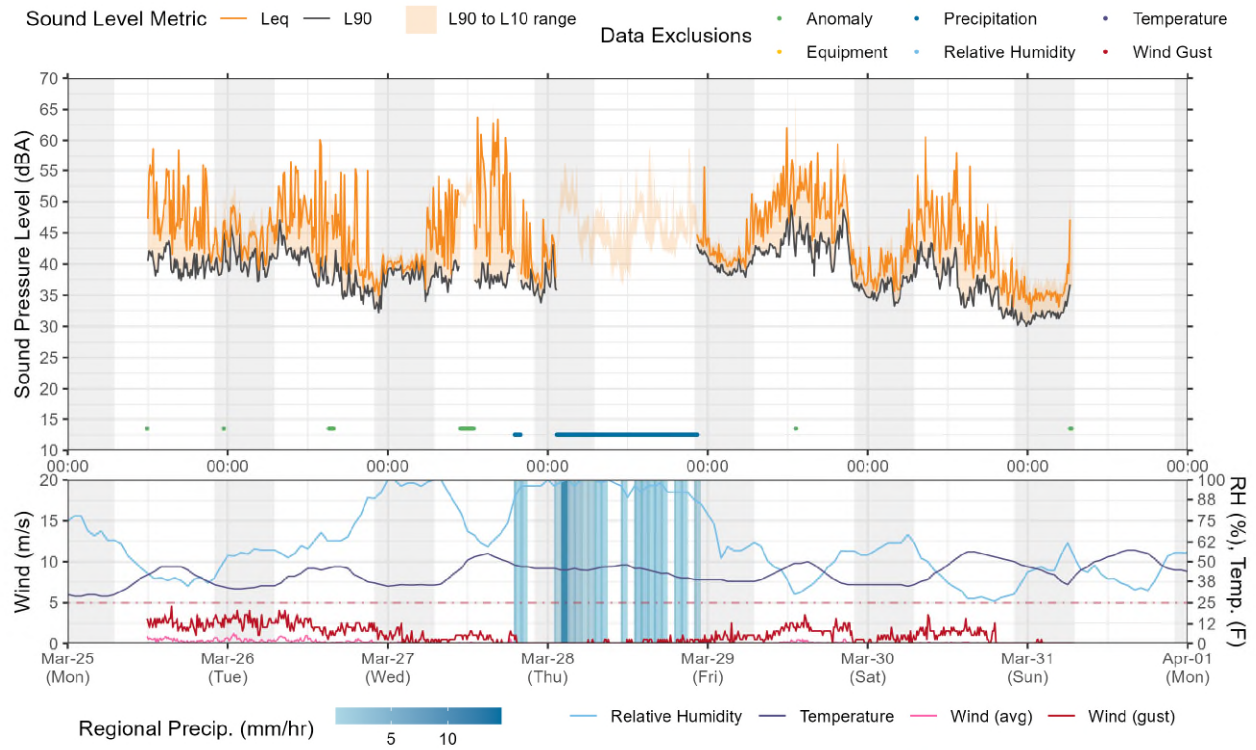 Sound Level Metric Leq L90 L90 to L10 range
Data Exclusions
Anomaly Precipitation Temperature
Equipment Relative Humidity Wind Gust
Sound Pressure Level (dBA)
70
65
60
55
50
45
40
35
30
25
20
15
10
00:00 00:00 00:00 00:00 00:00 00:00 00:00 00:00
Wind (m/s)
20
15
10
5
0
RH (%), Temp. (F)
100
88
75
62
50
38
25
12
0
Mar-25 Mar-26 Mar-27 Mar-28 Mar-29 Mar-30 Mar-31 Apr-01
(Mon) (Tue) (Wed) (Thu) (Fri) (Sat) (Sun) (Mon)
Regional Precip. (mm/hr)
5 10
Relative Humidity Temperature Wind (avg) Wind (gust)